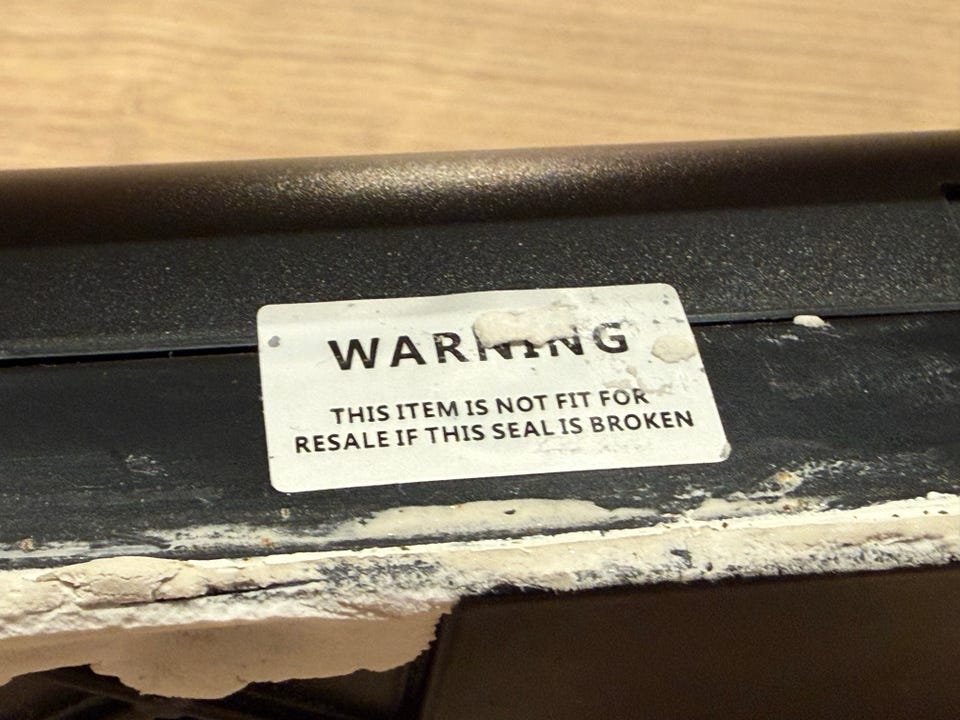 WARNING
THIS ITEM IS NOT FIT FOR
RESALE IF THIS SEAL IS BROKEN